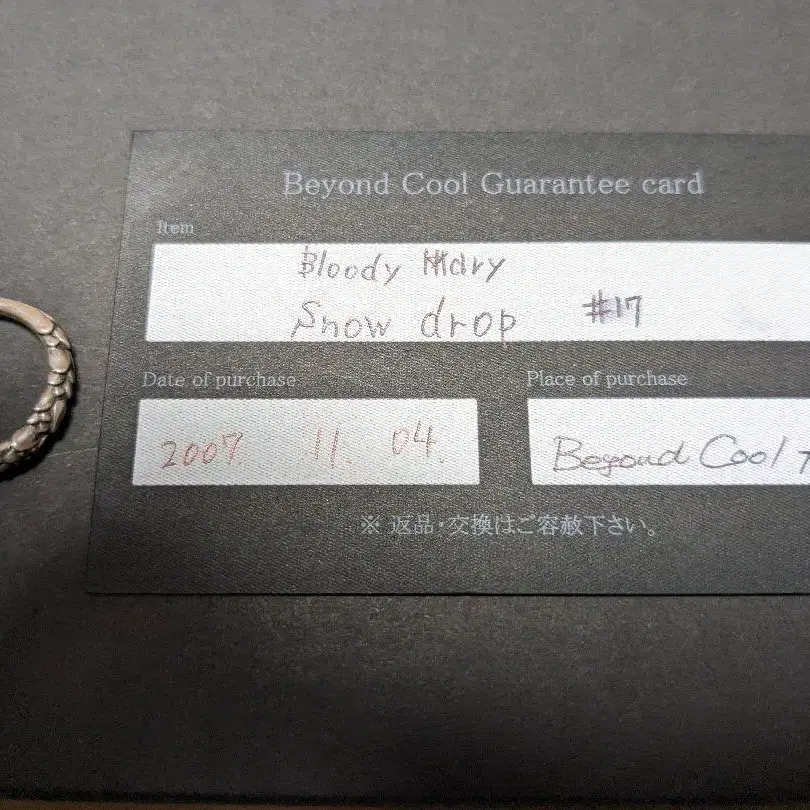 Beyond Cool Guarantee card
Item
Bloody Mary
Snow drop #17
Date of purchase Place of purchase
2007. 11. 04. Beyond Cool
※ 返品・交換はご容赦下さい。